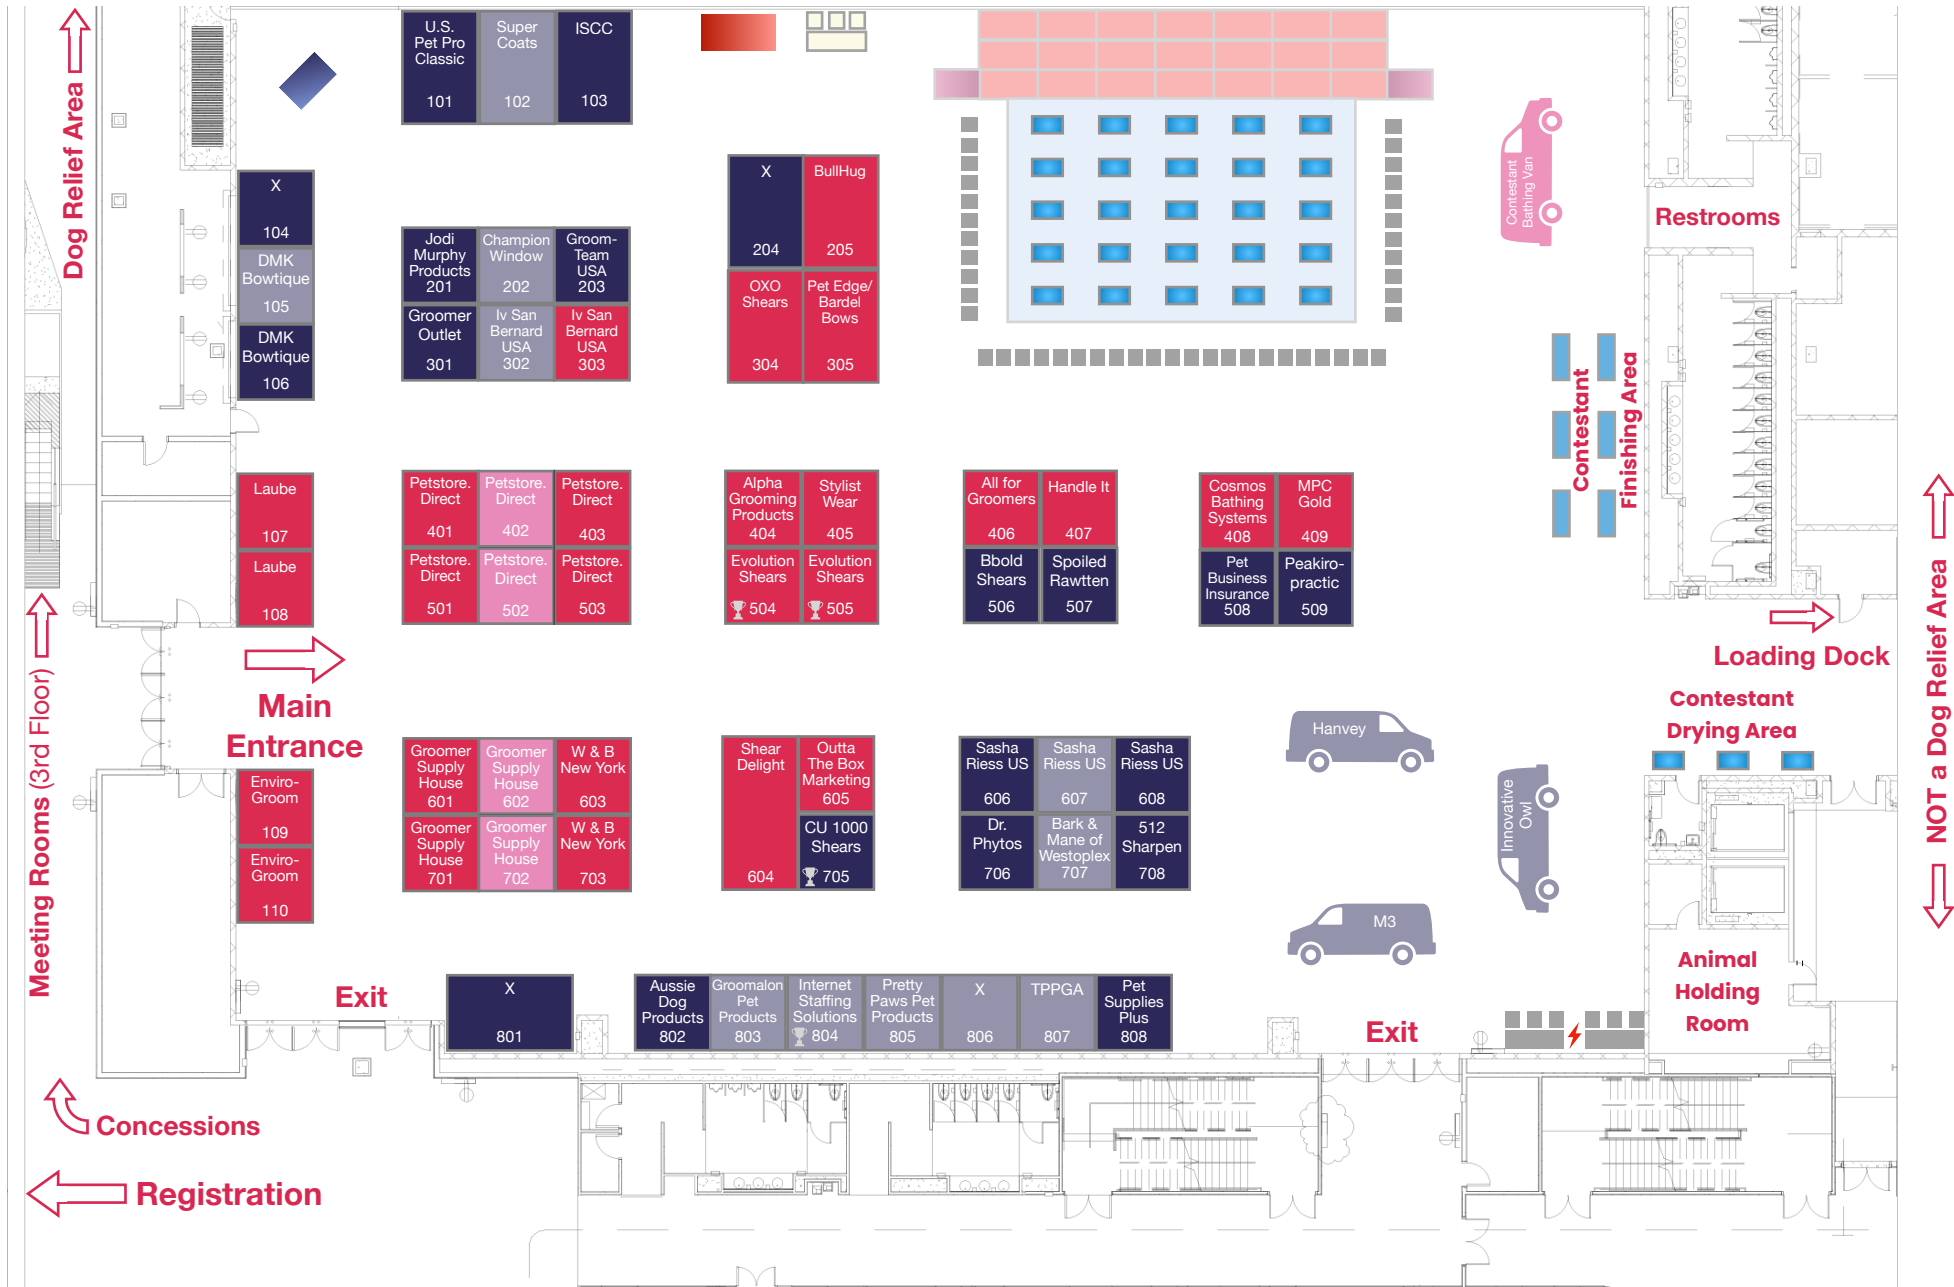 Dog Relief Area
U.S.
Pet Pro
Classic
101
Super
Coats
102
ISCC
103
X
104
DMK
Bowtique
105
DMK
Bowtique
106
Jodi
Murphy
Products
201
Champion
Window
202
Groom-
Team
USA
203
Groomer
Outlet
301
Iv San
Bernard
USA
302
Iv San
Bernard
USA
303
X
204
BullHug
205
OXO
Shears
304
Pet Edge/
Bardel
Bows
305
Contestant
Bathing Van
Restrooms
Contestant
Finishing Area
Laube
107
Laube
108
Petstore.
Direct
401
Petstore.
Direct
402
Petstore.
Direct
403
Petstore.
Direct
501
Petstore.
Direct
502
Petstore.
Direct
503
Alpha
Grooming
Products
404
Stylist
Wear
405
Evolution
Shears
504
Evolution
Shears
505
All for
Groomers
406
Handle It
407
Bbold
Shears
506
Spoiled
Rawtten
507
Cosmos
Bathing
Systems
408
MPC
Gold
409
Pet
Business
Insurance
508
Peakiro-
practic
509
Loading Dock
NOT a Dog Relief Area
Meeting Rooms (3rd Floor)
Main
Entrance
Contestant
Drying Area
Enviro-
Groom
109
Enviro-
Groom
110
Groomer
Supply
House
601
Groomer
Supply
House
602
W & B
New York
603
Groomer
Supply
House
701
Groomer
Supply
House
702
W & B
New York
703
Shear
Delight
604
Outta
The Box
Marketing
605
CU 1000
Shears
705
Sasha
Riess US
606
Sasha
Riess US
607
Sasha
Riess US
608
Dr.
Phytos
706
Bark &
Mane of
Westoplex
707
512
Sharpen
708
Hanvey
Innovative
Owl
M3
Animal
Holding
Room
Exit
X
801
Aussie
Dog
Products
802
Groomalon
Pet
Products
803
Internet
Staffing
Solutions
804
Pretty
Paws Pet
Products
805
X
806
TPPGA
807
Pet
Supplies
Plus
808
Exit
Concessions
Registration